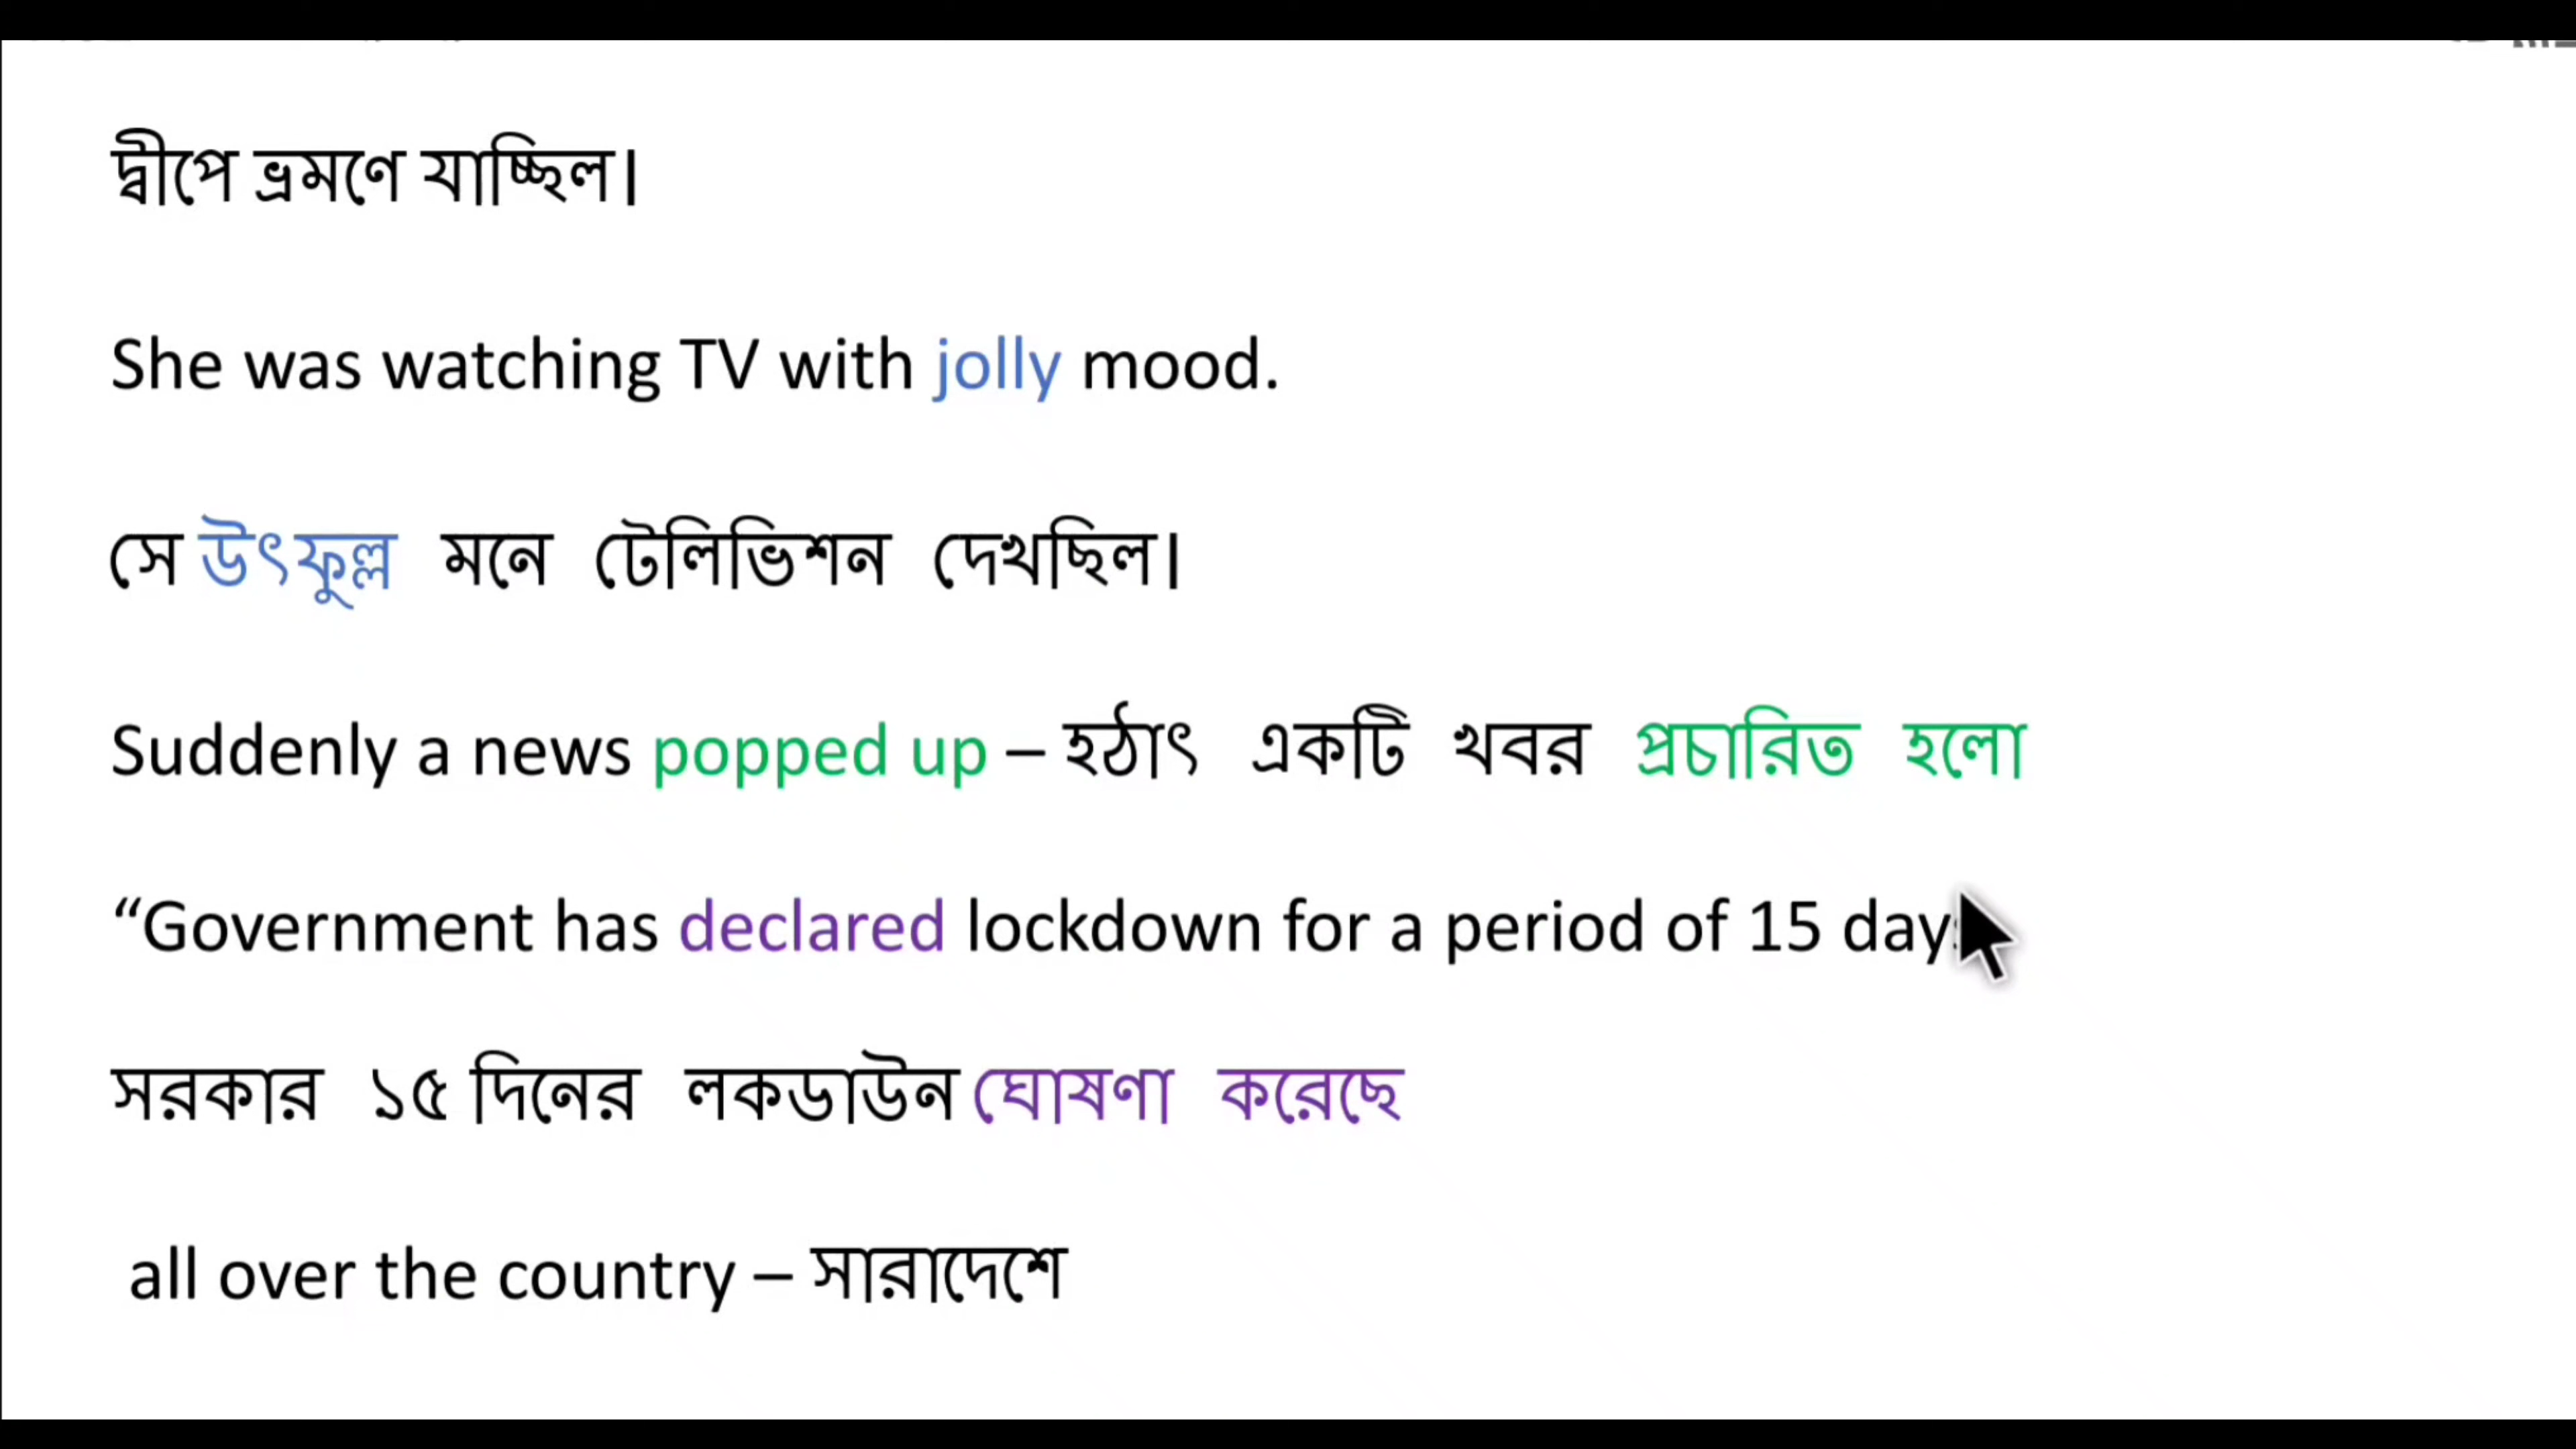 দ্বীপে ভ্রমণে যাচ্ছিল।
She was watching TV with jolly mood.
সে উৎফুল্ল মনে টেলিভিশন দেখছিল।
Suddenly a news popped up – হঠাৎ একটি খবর প্রচারিত হলো
“Government has declared lockdown for a period of 15 days
সরকার ১৫ দিনের লকডাউন ঘোষণা করেছে
all over the country – সারাদেশে